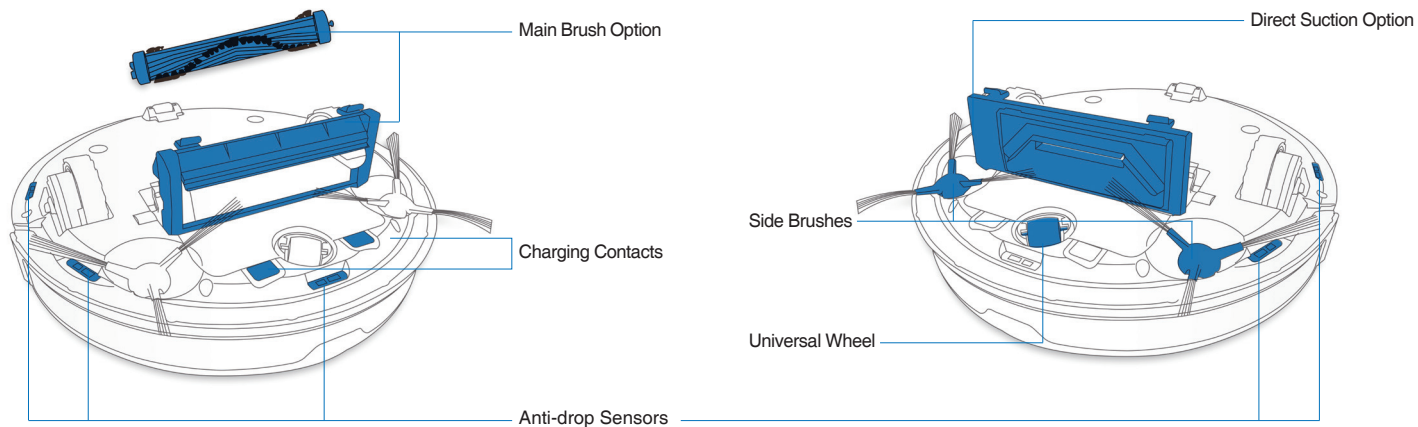 Main Brush Option
Direct Suction Option
Side Brushes
Charging Contacts
Universal Wheel
Anti-drop Sensors